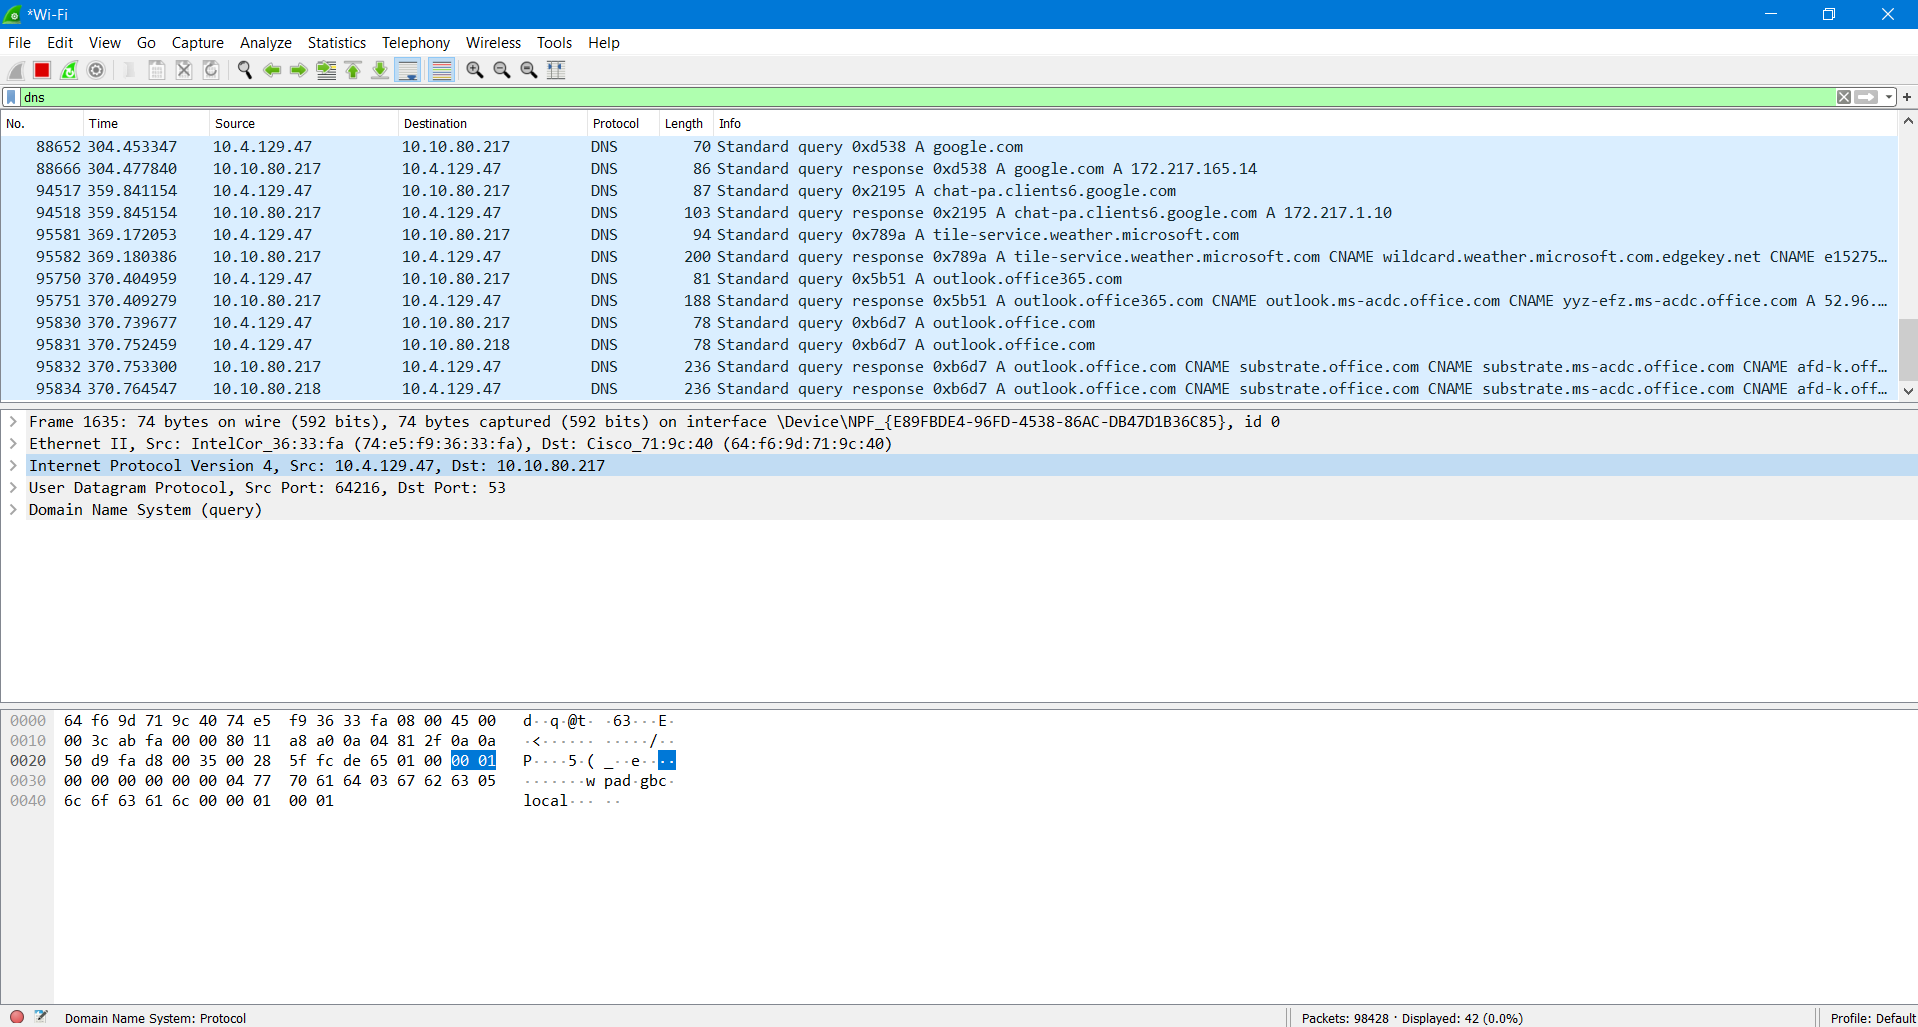 *Wi-Fi
File Edit View Go Capture Analyze Statistics Telephony Wireless Tools Help
dns
No. Time Source Destination Protocol Length Info
88652 304.453347 10.4.129.47 10.10.80.217 DNS 70 Standard query 0xd538 A google.com
88666 304.477840 10.10.80.217 10.4.129.47 DNS 86 Standard query response 0xd538 A google.com A 172.217.165.14
94517 359.841154 10.4.129.47 10.10.80.217 DNS 87 Standard query 0x2195 A chat-pa.clients6.google.com
94518 359.845154 10.10.80.217 10.4.129.47 DNS 103 Standard query response 0x2195 A chat-pa.clients6.google.com A 172.217.1.10
95581 369.172053 10.4.129.47 10.10.80.217 DNS 94 Standard query 0x789a A tile-service.weather.microsoft.com
95582 369.180386 10.10.80.217 10.4.129.47 DNS 200 Standard query response 0x789a A tile-service.weather.microsoft.com CNAME wildcard.weather.microsoft.com.edgekey.net CNAME e15275…
95750 370.404959 10.4.129.47 10.10.80.217 DNS 81 Standard query 0x5b51 A outlook.office365.com
95751 370.409279 10.10.80.217 10.4.129.47 DNS 188 Standard query response 0x5b51 A outlook.office365.com CNAME outlook.ms-acdc.office.com CNAME yyz-efz.ms-acdc.office.com A 52.96.…
95830 370.739677 10.4.129.47 10.10.80.217 DNS 78 Standard query 0xb6d7 A outlook.office.com
95831 370.752459 10.4.129.47 10.10.80.218 DNS 78 Standard query 0xb6d7 A outlook.office.com
95832 370.753300 10.10.80.217 10.4.129.47 DNS 236 Standard query response 0xb6d7 A outlook.office.com CNAME substrate.office.com CNAME substrate.ms-acdc.office.com CNAME afd-k.off…
95834 370.764547 10.10.80.218 10.4.129.47 DNS 236 Standard query response 0xb6d7 A outlook.office.com CNAME substrate.office.com CNAME substrate.ms-acdc.office.com CNAME afd-k.off…
Frame 1635: 74 bytes on wire (592 bits), 74 bytes captured (592 bits) on interface \Device\NPF_{E89FBDE4-96FD-4538-86AC-DB47D1B36C85}, id 0
Ethernet II, Src: IntelCor_36:33:fa (74:e5:f9:36:33:fa), Dst: Cisco_71:9c:40 (64:f6:9d:71:9c:40)
Internet Protocol Version 4, Src: 10.4.129.47, Dst: 10.10.80.217
User Datagram Protocol, Src Port: 64216, Dst Port: 53
Domain Name System (query)
0000 64 f6 9d 71 9c 40 74 e5 f9 36 33 fa 08 00 45 00 d··q·@t· ·63···E·
0010 00 3c ab fa 00 00 80 11 a8 a0 0a 04 81 2f 0a 0a ·<······ ·····/··
0020 50 d9 fa d8 00 35 00 28 5f fc de 65 01 00 00 01 P····5·( _··e····
0030 00 00 00 00 00 00 04 77 70 61 64 03 67 62 63 05 ·······w pad·gbc·
0040 6c 6f 63 61 6c 00 00 01 00 01 local··· ··
Domain Name System: Protocol
Packets: 98428 · Displayed: 42 (0.0%)
Profile: Default